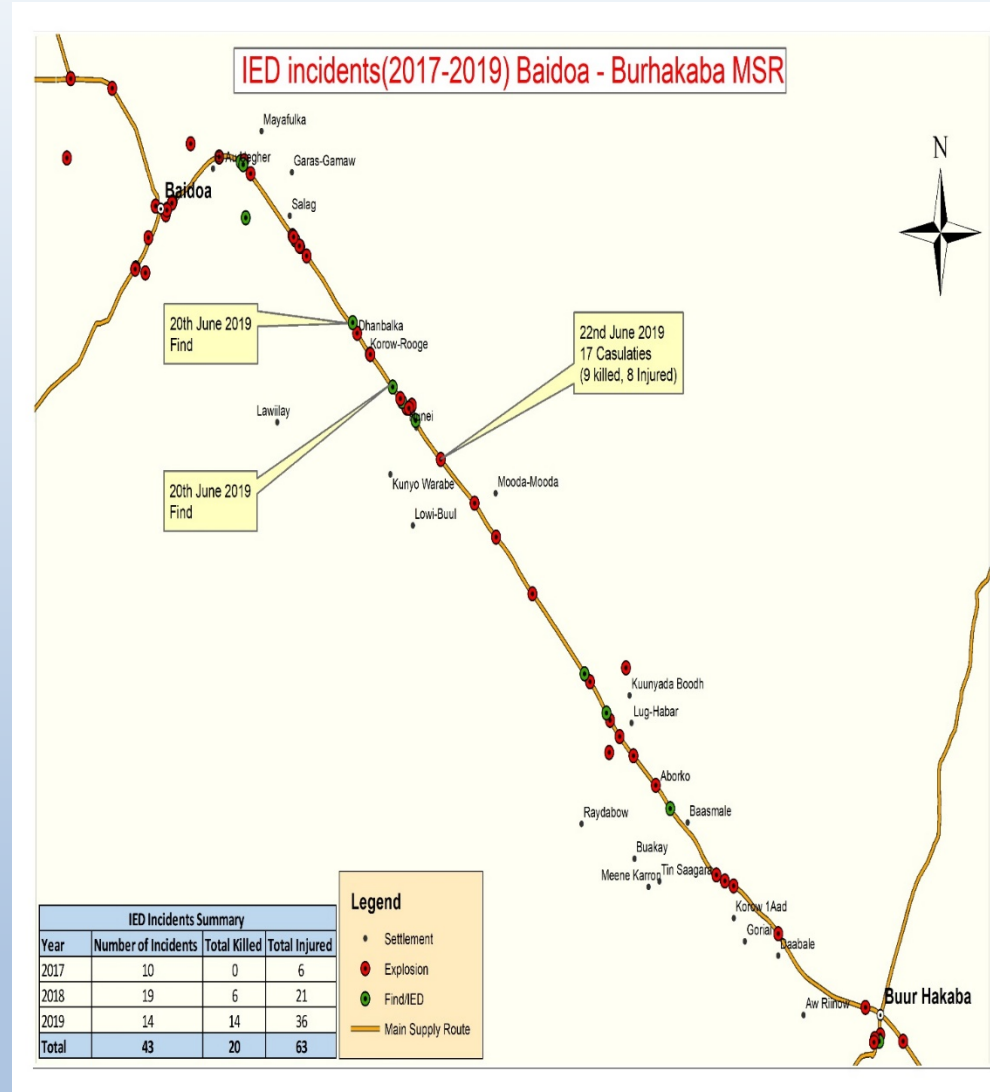 IED incidents(2017-2019) Baidoa - Burhakaba MSR
Mayafulka
N
Garas-Gamaw
Baidoa
Salag
20th June 2019
Find
Dhanbalka
Korow-Rooge
22nd June 2019
17 Casulaties
(9 killed, 8 Injured)
Lawiilay
20th June 2019
Find
Kunyo Warabe
Mooda-Mooda
Lowi-Buul
Kuunyada Boodh
Lug-Habar
Aborko
Raydabow
Baasmale
Buakay
Tin Saagara
Meene Karron
Korow 1Aad
Gorial
Daabale
Aw Riinow
Buur Hakaba
IED Incidents Summary
Year Number of Incidents Total Killed Total Injured
2017 10 0 6
2018 19 6 21
2019 14 14 36
Total 43 20 63
Legend
Settlement
Explosion
Find/IED
Main Supply Route